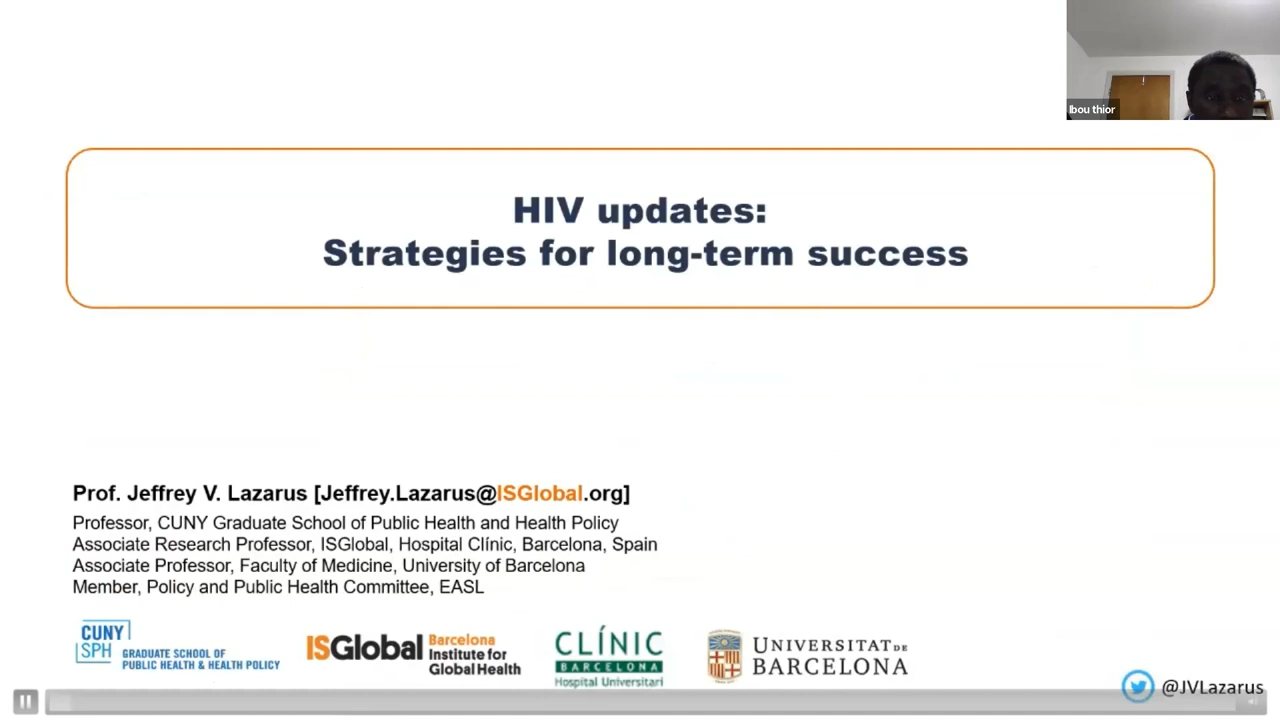 Ibou thior
HIV updates:
Strategies for long-term success
Prof. Jeffrey V. Lazarus [Jeffrey.Lazarus@ISGlobal.org]
Professor, CUNY Graduate School of Public Health and Health Policy
Associate Research Professor, ISGlobal, Hospital Clínic, Barcelona, Spain
Associate Professor, Faculty of Medicine, University of Barcelona
Member, Policy and Public Health Committee, EASL
CUNY
SPH
GRADUATE SCHOOL OF
PUBLIC HEALTH & HEALTH POLICY
ISGlobal
Barcelona
Institute for
Global Health
CLÍNIC
BARCELONA
Hospital Universitari
UNIVERSITAT DE
BARCELONA
@JVLazarus